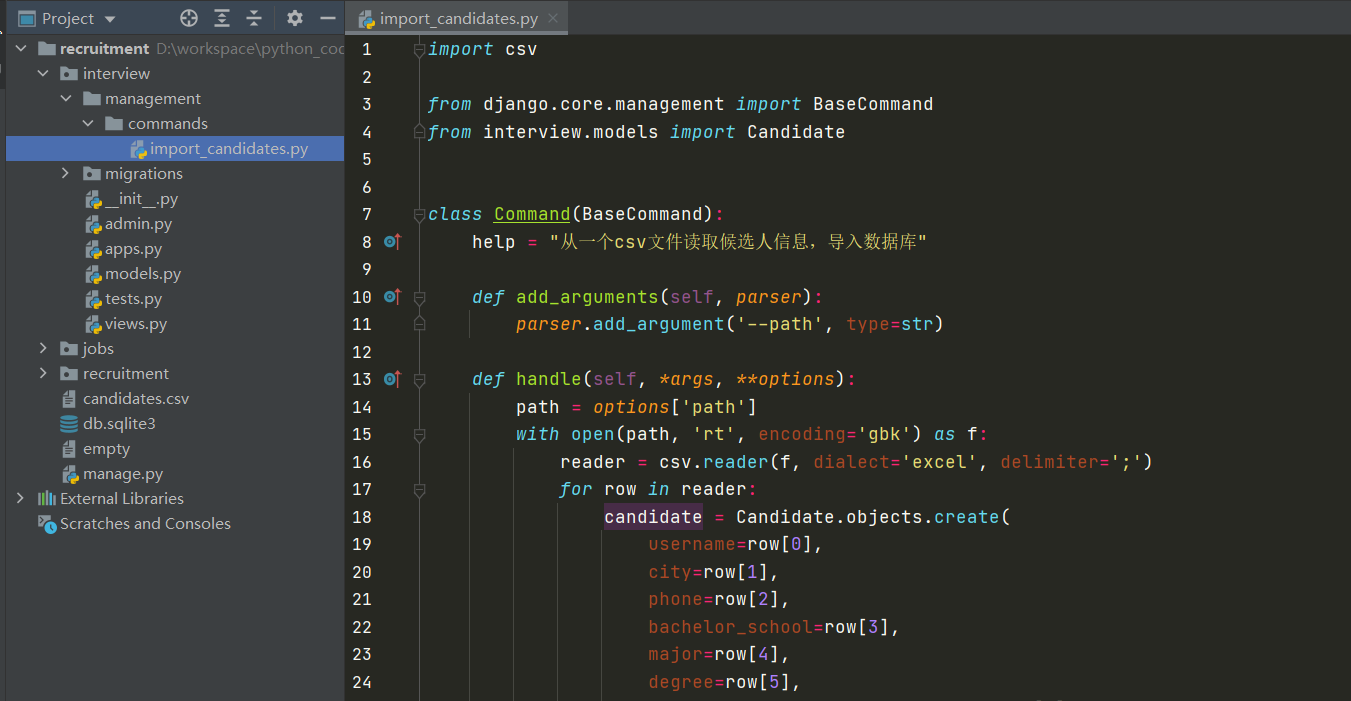 Project
recruitment D:\workspace\python_coc
interview
management
commands
import_candidates.py
migrations
__init__.py
admin.py
apps.py
models.py
tests.py
views.py
jobs
recruitment
candidates.csv
db.sqlite3
empty
manage.py
External Libraries
Scratches and Consoles
import_candidates.py
1 import csv
2
3 from django.core.management import BaseCommand
4 from interview.models import Candidate
5
6
7 class Command(BaseCommand):
8 help = "从一个csv文件读取候选人信息，导入数据库"
9
10 def add_arguments(self, parser):
11 parser.add_argument('--path', type=str)
12
13 def handle(self, *args, **options):
14 path = options['path']
15 with open(path, 'rt', encoding='gbk') as f:
16 reader = csv.reader(f, dialect='excel', delimiter=';')
17 for row in reader:
18 candidate = Candidate.objects.create(
19 username=row[0],
20 city=row[1],
21 phone=row[2],
22 bachelor_school=row[3],
23 major=row[4],
24 degree=row[5],